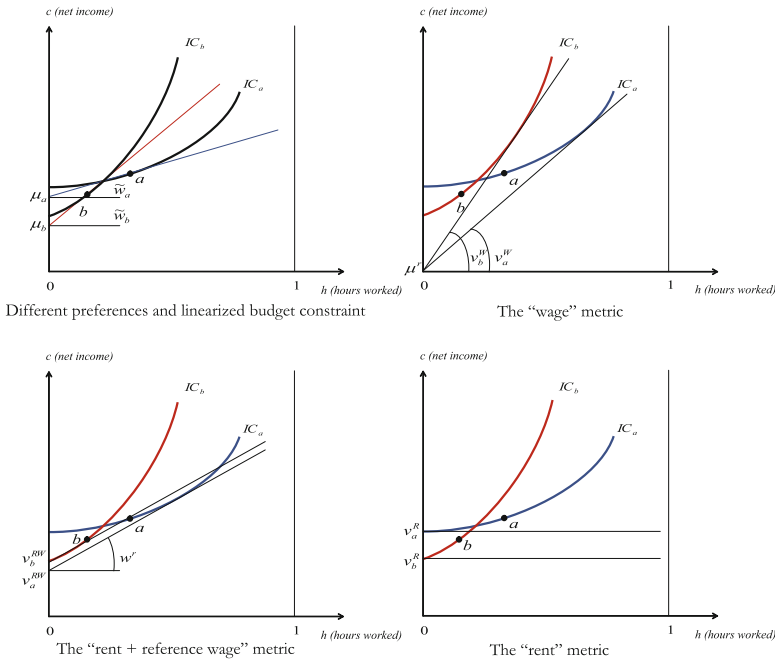 c (net income)
IC_b
IC_a
μ_a
w̃_a
a
b
w̃_b
μ_b
0
1
h (hours worked)
Different preferences and linearized budget constraint
c (net income)
IC_b
IC_a
a
b
v_b^W
v_a^W
μ^r
0
1
h (hours worked)
The “wage” metric
c (net income)
IC_b
IC_a
a
b
v_b^RW
w^r
v_a^RW
0
1
h (hours worked)
The “rent + reference wage” metric
c (net income)
IC_b
IC_a
v_a^R
a
b
v_b^R
0
1
h (hours worked)
The “rent” metric